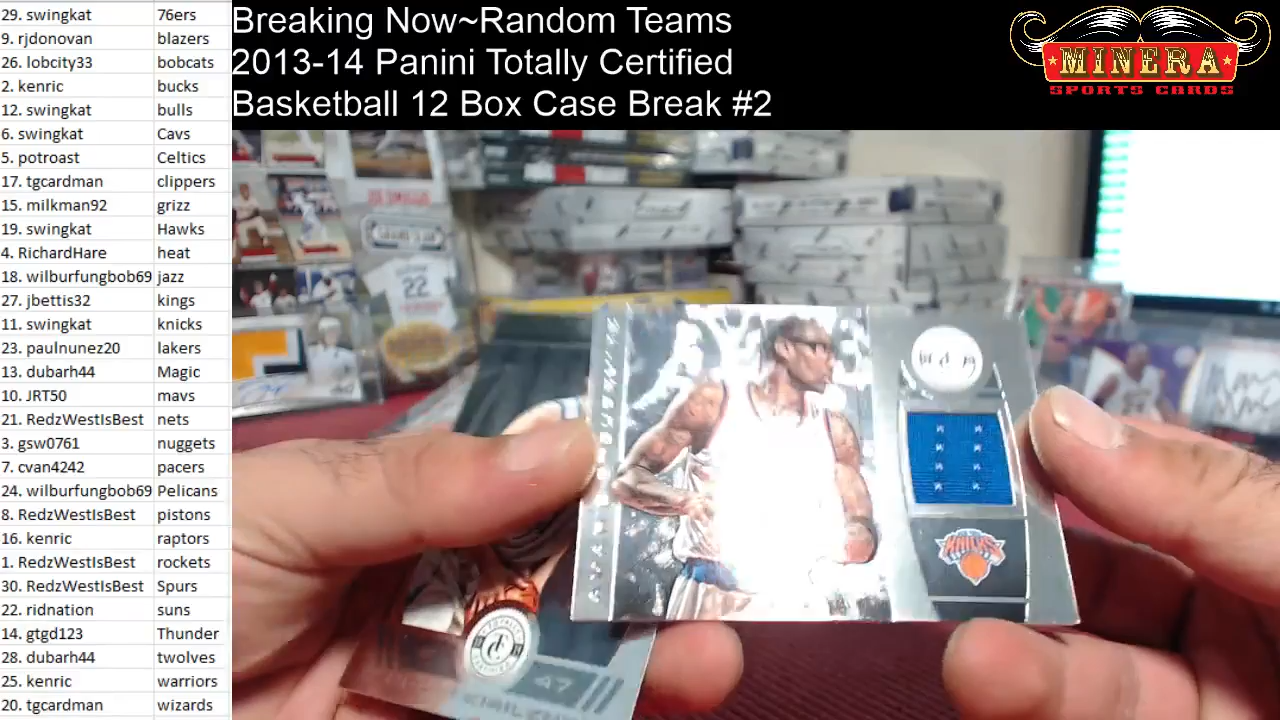 29. swingkat 76ers
9. rjdonovan blazers
26. lobcity33 bobcats
2. kenric bucks
12. swingkat bulls
6. swingkat Cavs
5. potroast Celtics
17. tgcardman clippers
15. milkman92 grizz
19. swingkat Hawks
4. RichardHare heat
18. wilburfungbob69 jazz
27. jbettis32 kings
11. swingkat knicks
23. paulnunez20 lakers
13. dubarh44 Magic
10. JRT50 mavs
21. RedzWestIsBest nets
3. gsw0761 nuggets
7. cvan4242 pacers
24. wilburfungbob69 Pelicans
8. RedzWestIsBest pistons
16. kenric raptors
1. RedzWestIsBest rockets
30. RedzWestIsBest Spurs
22. ridnation suns
14. gtgd123 Thunder
28. dubarh44 twolves
25. kenric warriors
20. tgcardman wizards
Breaking Now~Random Teams
2013-14 Panini Totally Certified
Basketball 12 Box Case Break #2
MINERA
SPORTS CARDS
22
KNICKS
47